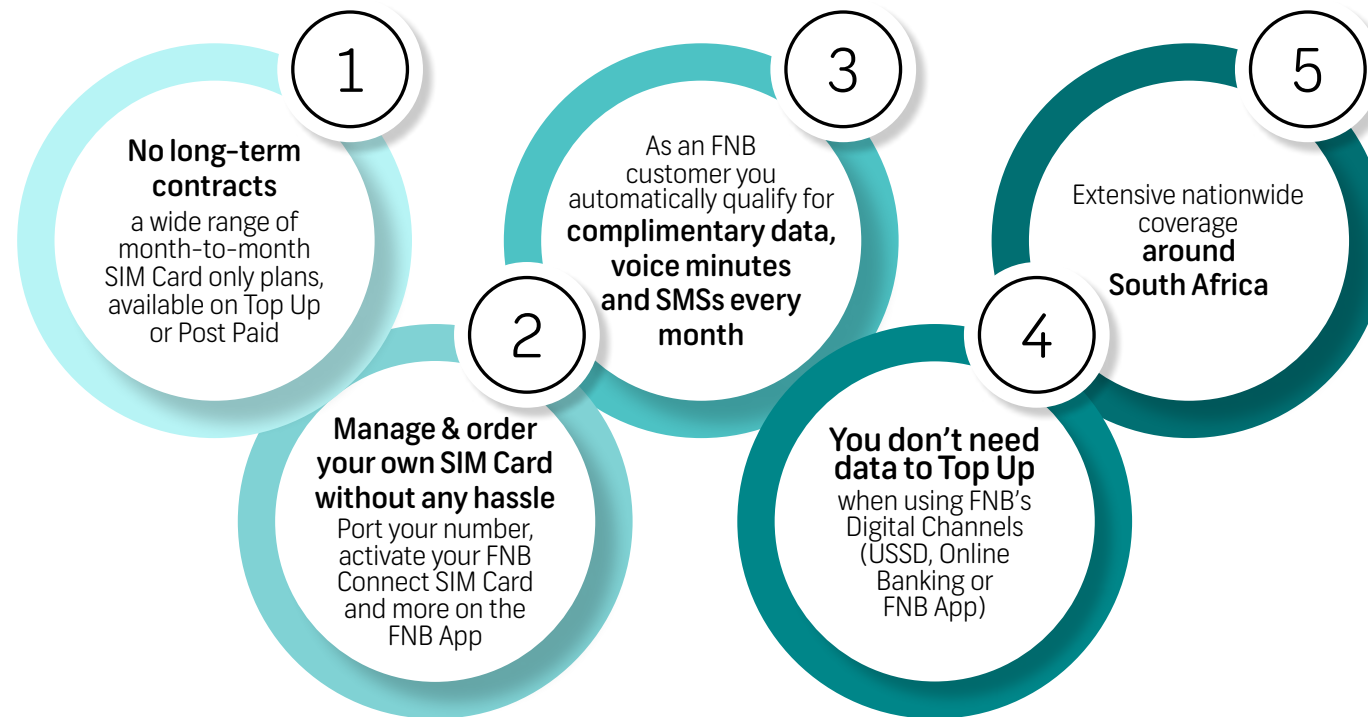 1
No long-term
contracts
a wide range of
month-to-month
SIM Card only plans,
available on Top Up
or Post Paid
2
Manage & order
your own SIM Card
without any hassle
Port your number,
activate your FNB
Connect SIM Card
and more on the
FNB App
3
As an FNB
customer you
automatically qualify for
complimentary data,
voice minutes
and SMSs every
month
4
You don’t need
data to Top Up
when using FNB’s
Digital Channels
(USSD, Online
Banking or
FNB App)
5
Extensive nationwide
coverage
around
South Africa